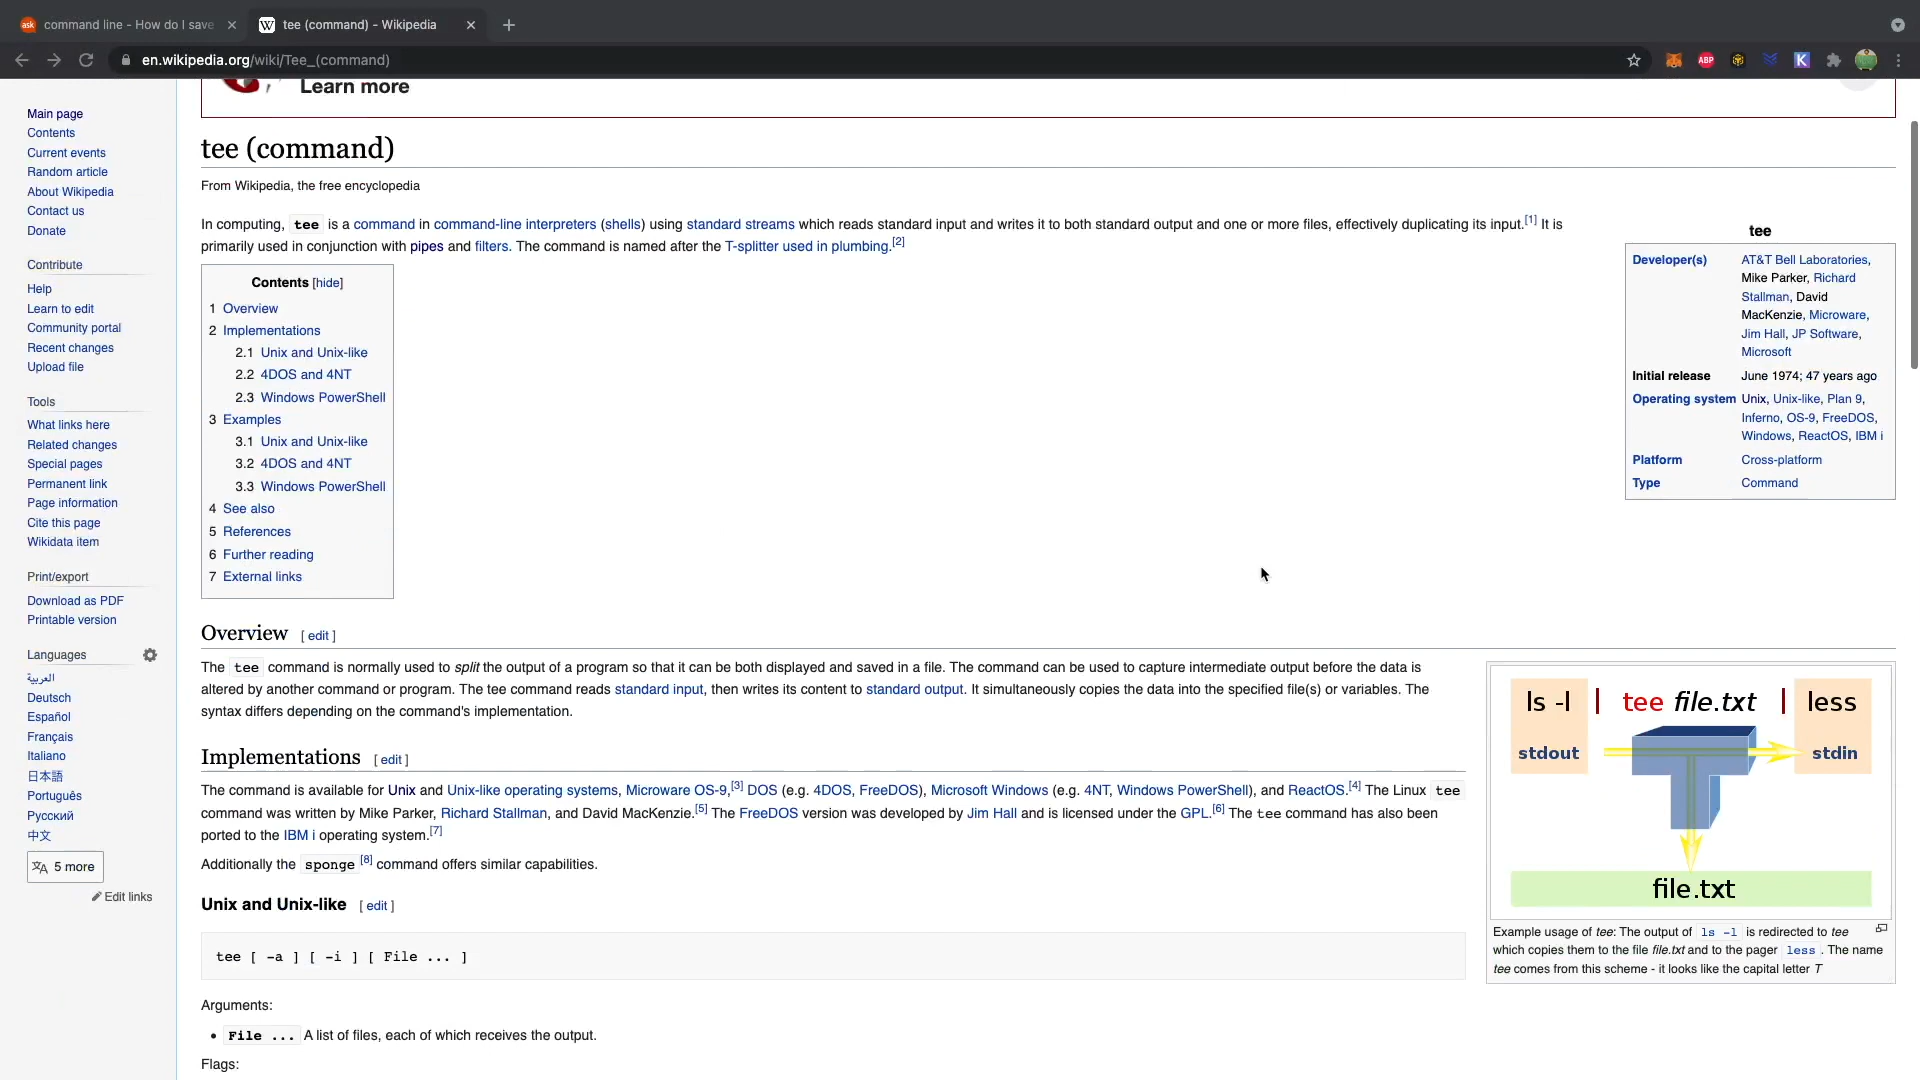 command line - How do I save
tee (command) - Wikipedia
en.wikipedia.org/wiki/Tee_(command)
ABP
K
Learn more
Main page
Contents
Current events
Random article
About Wikipedia
Contact us
Donate
Contribute
Help
Learn to edit
Community portal
Recent changes
Upload file
Tools
What links here
Related changes
Special pages
Permanent link
Page information
Cite this page
Wikidata item
Print/export
Download as PDF
Printable version
Languages
العربية
Deutsch
Español
Français
Italiano
日本語
Português
Русский
中文
5 more
Edit links
tee (command)
From Wikipedia, the free encyclopedia
In computing, tee is a command in command-line interpreters (shells) using standard streams which reads standard input and writes it to both standard output and one or more files, effectively duplicating its input.[1] It is
primarily used in conjunction with pipes and filters. The command is named after the T-splitter used in plumbing.[2]
Contents [hide]
1 Overview
2 Implementations
2.1 Unix and Unix-like
2.2 4DOS and 4NT
2.3 Windows PowerShell
3 Examples
3.1 Unix and Unix-like
3.2 4DOS and 4NT
3.3 Windows PowerShell
4 See also
5 References
6 Further reading
7 External links
tee
Developer(s) AT&T Bell Laboratories,
Mike Parker, Richard
Stallman, David
MacKenzie, Microware,
Jim Hall, JP Software,
Microsoft
Initial release June 1974; 47 years ago
Operating system Unix, Unix-like, Plan 9,
Inferno, OS-9, FreeDOS,
Windows, ReactOS, IBM i
Platform Cross-platform
Type Command
Overview [ edit ]
The tee command is normally used to split the output of a program so that it can be both displayed and saved in a file. The command can be used to capture intermediate output before the data is
altered by another command or program. The tee command reads standard input, then writes its content to standard output. It simultaneously copies the data into the specified file(s) or variables. The
syntax differs depending on the command's implementation.
Implementations [ edit ]
The command is available for Unix and Unix-like operating systems, Microware OS-9,[3] DOS (e.g. 4DOS, FreeDOS), Microsoft Windows (e.g. 4NT, Windows PowerShell), and ReactOS.[4] The Linux tee
command was written by Mike Parker, Richard Stallman, and David MacKenzie.[5] The FreeDOS version was developed by Jim Hall and is licensed under the GPL.[6] The tee command has also been
ported to the IBM i operating system.[7]
Additionally the sponge [8] command offers similar capabilities.
Unix and Unix-like [ edit ]
tee [ -a ] [ -i ] [ File ... ]
Arguments:
• File ... A list of files, each of which receives the output.
Flags:
ls -l | tee file.txt | less
stdout stdin
file.txt
Example usage of tee: The output of ls -l is redirected to tee
which copies them to the file file.txt and to the pager less . The name
tee comes from this scheme - it looks like the capital letter T